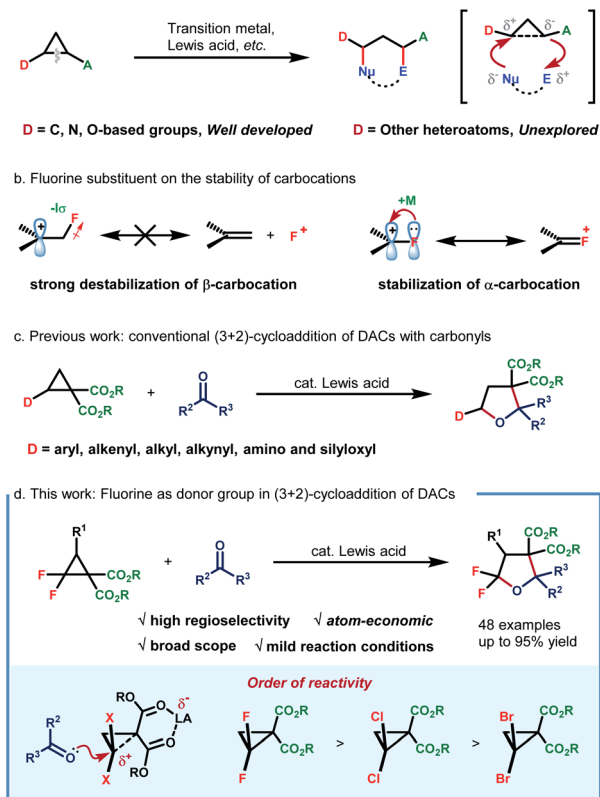 Transition metal,
Lewis acid, etc.
D
A
D
A
Nu
E
D
δ+
δ-
A
δ-
Nu
E
δ+
D = C, N, O-based groups, Well developed
D = Other heteroatoms, Unexplored
b. Fluorine substituent on the stability of carbocations
-Iσ
F
+
+
F+
+M
+
F
F
+
strong destabilization of β-carbocation
stabilization of α-carbocation
c. Previous work: conventional (3+2)-cycloaddition of DACs with carbonyls
D
CO2R
CO2R
+
O
R2
R3
cat. Lewis acid
CO2R
CO2R
R3
R2
O
D
D = aryl, alkenyl, alkyl, alkynyl, amino and silyloxyl
d. This work: Fluorine as donor group in (3+2)-cycloaddition of DACs
R1
F
F
CO2R
CO2R
+
O
R2
R3
cat. Lewis acid
R1
CO2R
CO2R
R3
R2
O
F
F
√ high regioselectivity √ atom-economic
√ broad scope √ mild reaction conditions
48 examples
up to 95% yield
Order of reactivity
R2
R3
O
X
X
δ+
RO
O
δ-
LA
O
RO
F
F
CO2R
CO2R
>
Cl
Cl
CO2R
CO2R
>
Br
Br
CO2R
CO2R